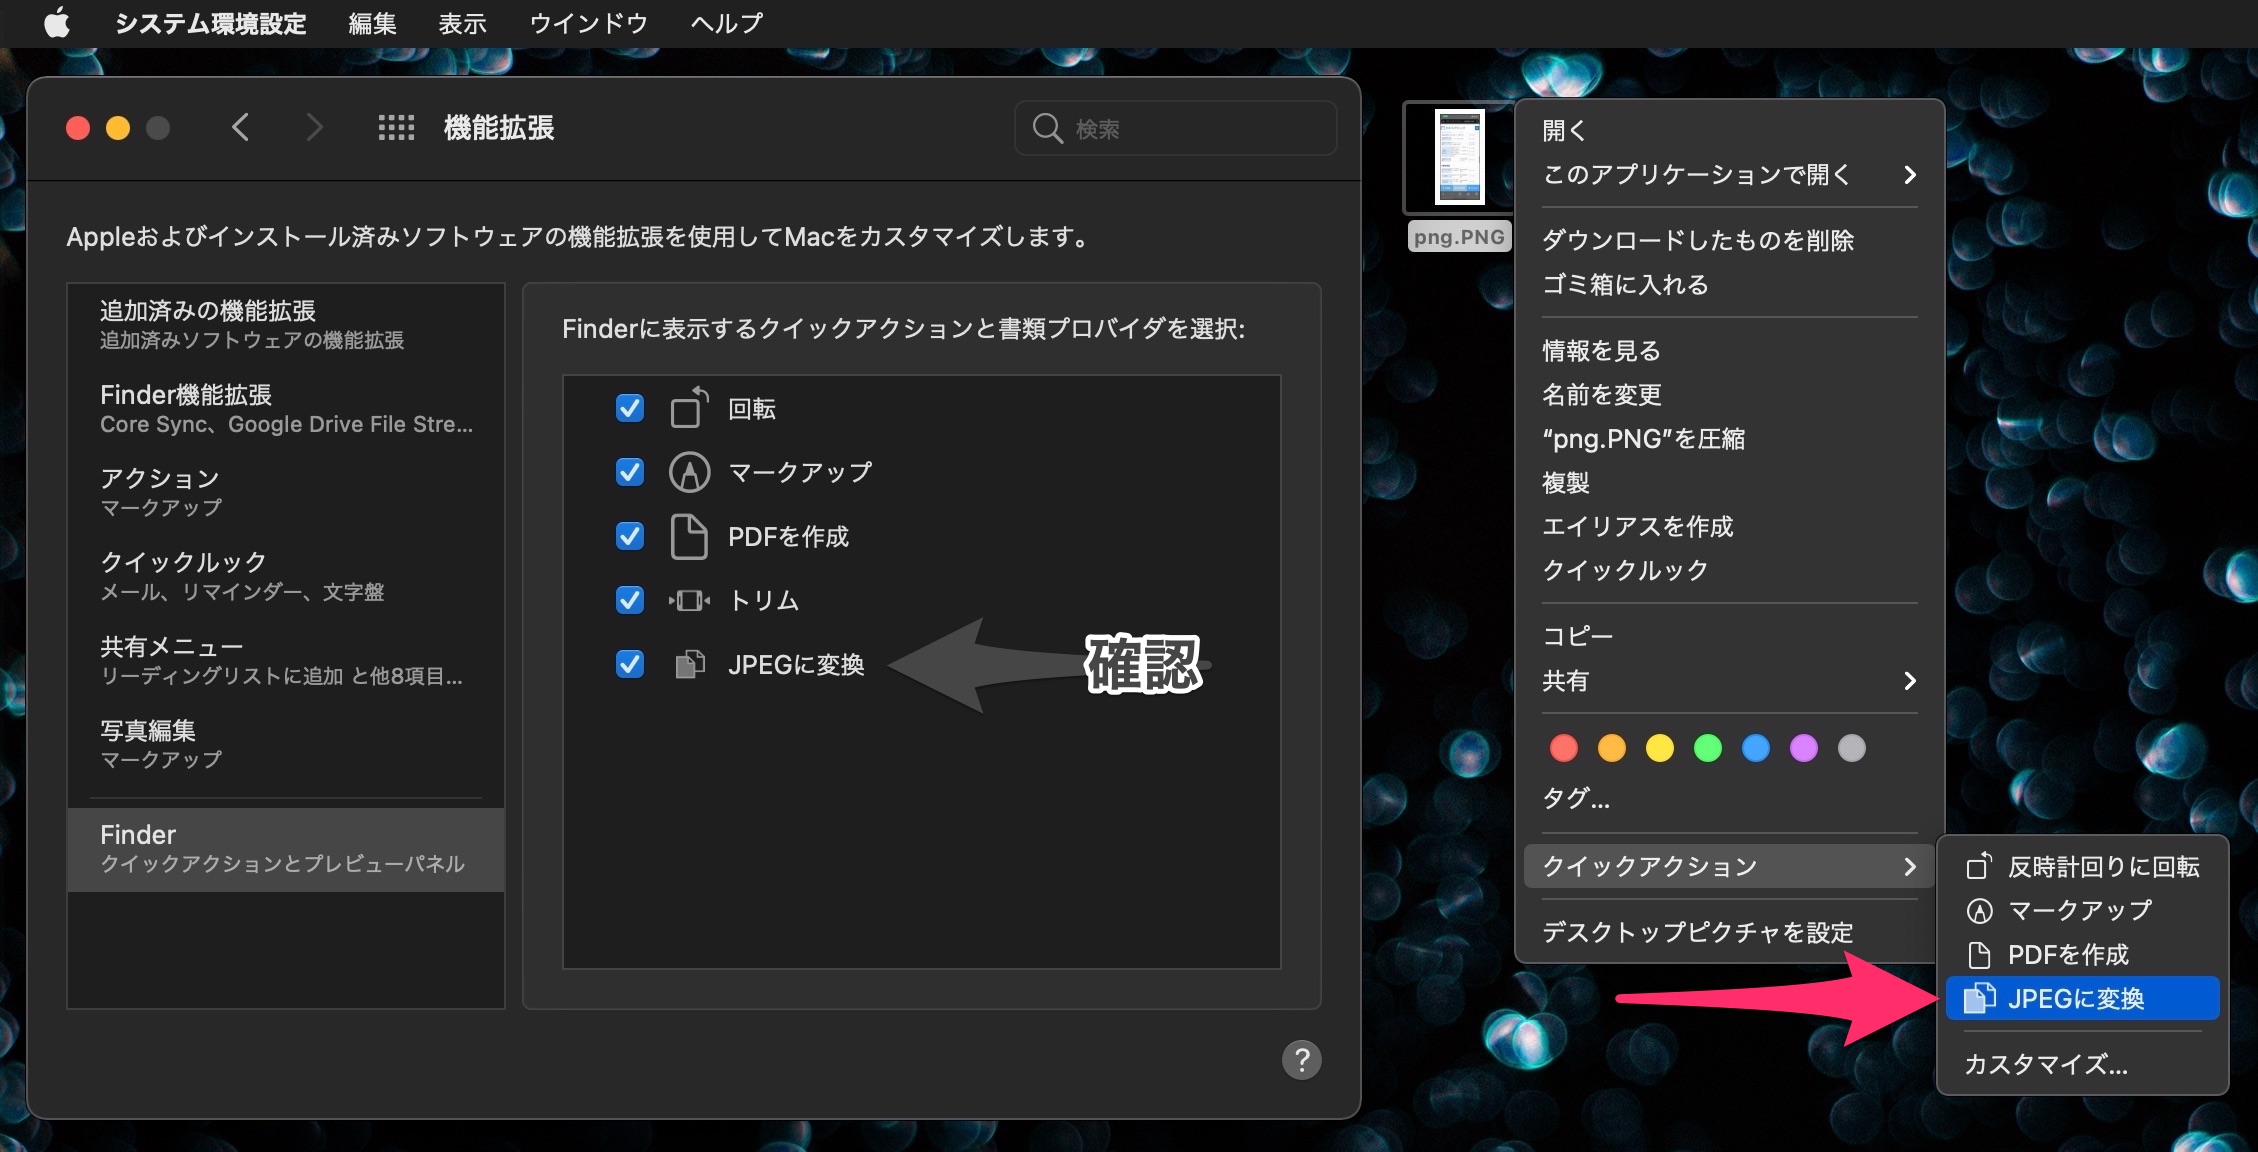 システム環境設定 編集 表示 ウインドウ ヘルプ
機能拡張
検索
Appleおよびインストール済みソフトウェアの機能拡張を使用してMacをカスタマイズします。
追加済みの機能拡張
追加済みソフトウェアの機能拡張
Finder機能拡張
Core Sync、Google Drive File Stre...
アクション
マークアップ
クイックルック
メール、リマインダー、文字盤
共有メニュー
リーディングリストに追加 と他8項目...
写真編集
マークアップ
Finder
クイックアクションとプレビューパネル
Finderに表示するクイックアクションと書類プロバイダを選択:
回転
マークアップ
PDFを作成
トリム
JPEGに変換
確認
?
png.PNG
開く
このアプリケーションで開く
ダウンロードしたものを削除
ゴミ箱に入れる
情報を見る
名前を変更
“png.PNG”を圧縮
複製
エイリアスを作成
クイックルック
コピー
共有
タグ...
クイックアクション
デスクトップピクチャを設定
反時計回りに回転
マークアップ
PDFを作成
JPEGに変換
カスタマイズ...